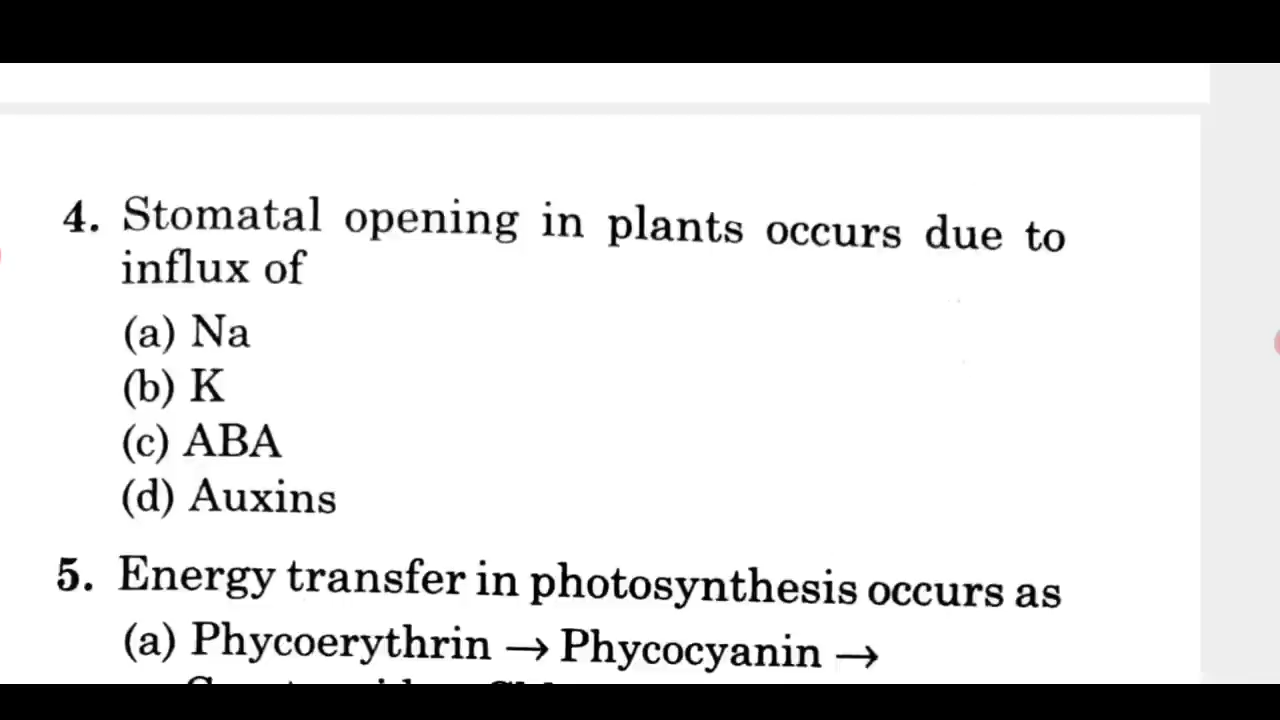 4. Stomatal opening in plants occurs due to
influx of
(a) Na
(b) K
(c) ABA
(d) Auxins
5. Energy transfer in photosynthesis occurs as
(a) Phycoerythrin → Phycocyanin →